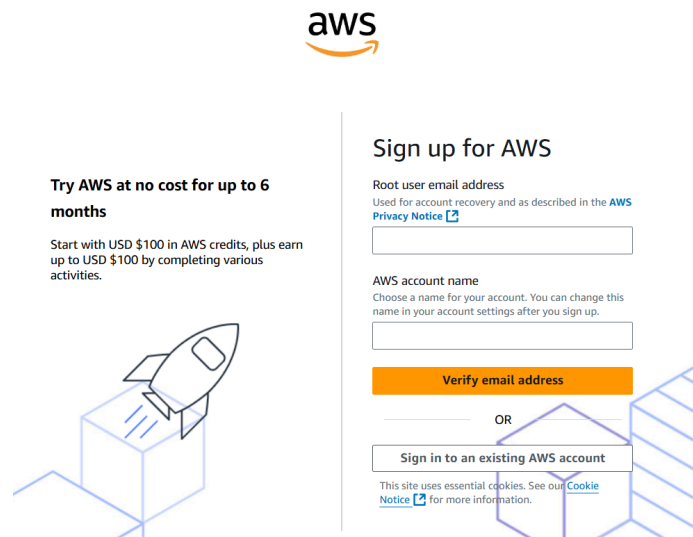 aws
Try AWS at no cost for up to 6
months
Start with USD $100 in AWS credits, plus earn
up to USD $100 by completing various
activities.
Sign up for AWS
Root user email address
Used for account recovery and as described in the AWS
Privacy Notice
AWS account name
Choose a name for your account. You can change this
name in your account settings after you sign up.
Verify email address
OR
Sign in to an existing AWS account
This site uses essential cookies. See our Cookie
Notice for more information.